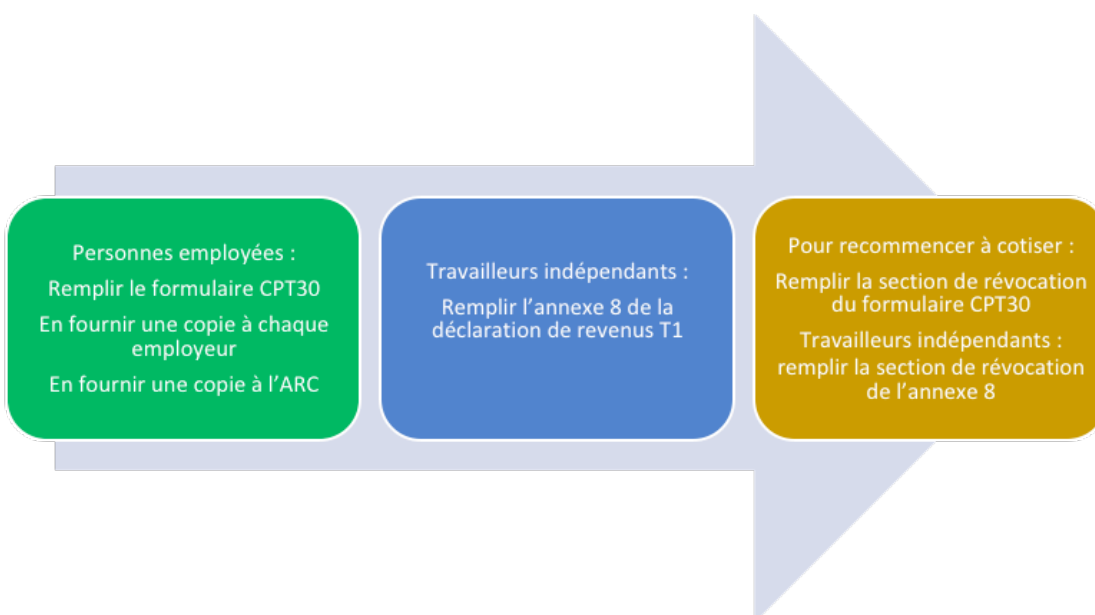 Personnes employées :
Remplir le formulaire CPT30
En fournir une copie à chaque
employeur
En fournir une copie à l’ARC
Travailleurs indépendants :
Remplir l’annexe 8 de la
déclaration de revenus T1
Pour recommencer à cotiser :
Remplir la section de révocation
du formulaire CPT30
Travailleurs indépendants :
remplir la section de révocation
de l’annexe 8